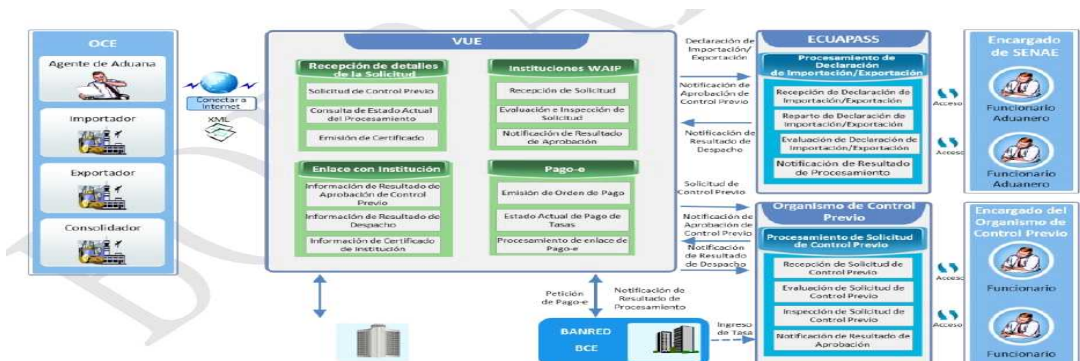 OCE
Agente de Aduana
Importador
Exportador
Consolidador
Conectar a
Internet
XML
VUE
Recepción de detalles
de la Solicitud
Solicitud de Control Previo
Consulta de Estado Actual
del Procesamiento
Emisión de Certificado
Instituciones WAIP
Recepción de Solicitud
Evaluación e Inspección de
Solicitud
Notificación de Resultado
de Aprobación
Enlace con Institución
Información de Resultado de
Aprobación de Control
Previo
Información de Resultado de
Despacho
Información de Certificado
de Institución
Pago-e
Emisión de Orden de Pago
Estado Actual de Pago de
Tasas
Procesamiento de enlace de
Pago-e
Declaración de
Importación/
Exportación
Notificación de
Aprobación de
Control Previo
Notificación de
Resultado de
Despacho
Solicitud de
Control Previo
Notificación de
Aprobación de
Control Previo
Notificación
de Resultado
de Despacho
ECUAPASS
Procesamiento de
Declaración
de Importación/Exportación
Recepción de Declaración de
Importación/Exportación
Reparto de Declaración de
Importación/Exportación
Evaluación de Declaración de
Importación/Exportación
Notificación de Resultado
de Procesamiento
Acceso
Acceso
Encargado
de SENAE
Funcionario
Aduanero
Funcionario
Aduanero
Organismo de Control
Previo
Procesamiento de Solicitud
de Control Previo
Recepción de Solicitud de
Control Previo
Evaluación de Solicitud de
Control Previo
Inspección de Solicitud de
Control Previo
Notificación de Resultado de
Aprobación
Acceso
Acceso
Encargado del
Organismo de
Control Previo
Funcionario
Funcionario
Petición
de Pago-e
Notificación de
Resultado de
Procesamiento
BANRED
BCE
Ingreso
de Tasa